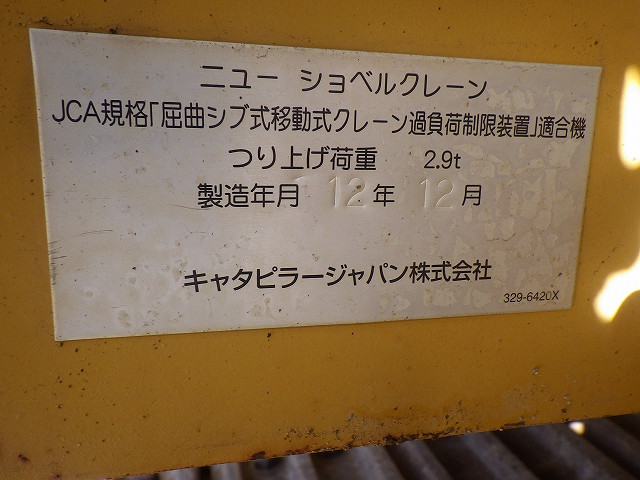 ニュー ショベルクレーン
JCA規格「屈曲ジブ式移動式クレーン過負荷制限装置」適合機
つり上げ荷重 2.9t
製造年月 12年 12月
キャタピラージャパン株式会社
329-6420X